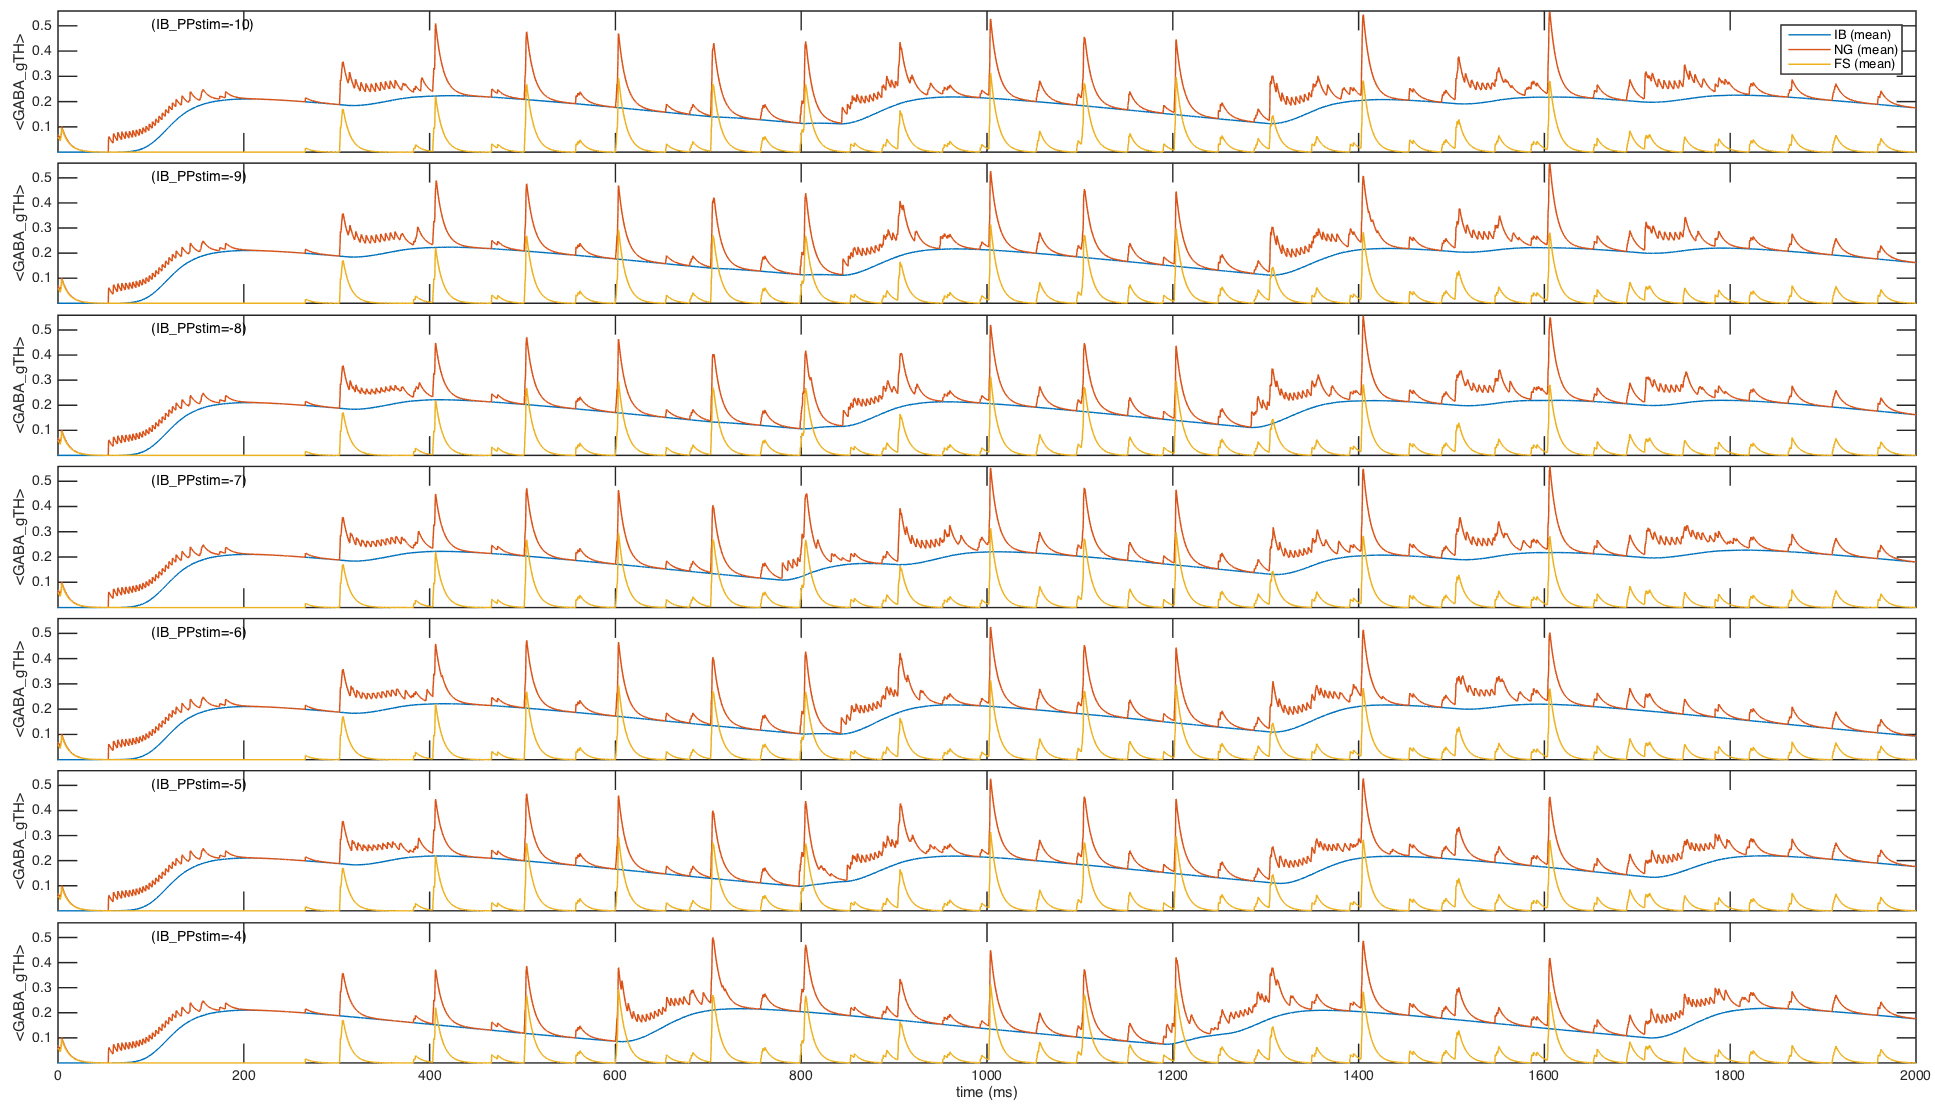 (IB_PPstim=-10)
IB (mean)
NG (mean)
FS (mean)
<GABA_gTH>
0.5
0.4
0.3
0.2
0.1
(IB_PPstim=-9)
<GABA_gTH>
0.5
0.4
0.3
0.2
0.1
(IB_PPstim=-8)
<GABA_gTH>
0.5
0.4
0.3
0.2
0.1
(IB_PPstim=-7)
<GABA_gTH>
0.5
0.4
0.3
0.2
0.1
(IB_PPstim=-6)
<GABA_gTH>
0.5
0.4
0.3
0.2
0.1
(IB_PPstim=-5)
<GABA_gTH>
0.5
0.4
0.3
0.2
0.1
(IB_PPstim=-4)
<GABA_gTH>
0.5
0.4
0.3
0.2
0.1
0 200 400 600 800 1000 1200 1400 1600 1800 2000
time (ms)